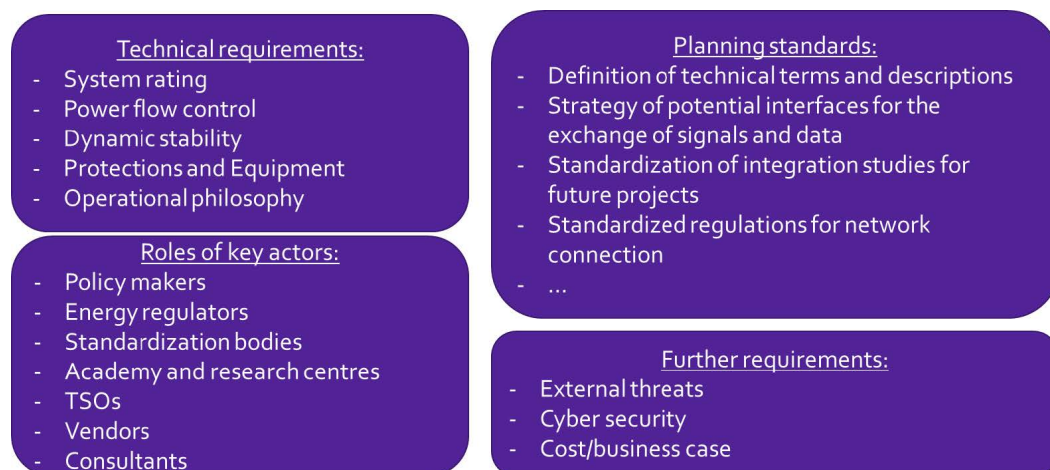 Technical requirements:
- System rating
- Power flow control
- Dynamic stability
- Protections and Equipment
- Operational philosophy
Roles of key actors:
- Policy makers
- Energy regulators
- Standardization bodies
- Academy and research centres
- TSOs
- Vendors
- Consultants
Planning standards:
- Definition of technical terms and descriptions
- Strategy of potential interfaces for the
exchange of signals and data
- Standardization of integration studies for
future projects
- Standardized regulations for network
connection
- ...
Further requirements:
- External threats
- Cyber security
- Cost/business case